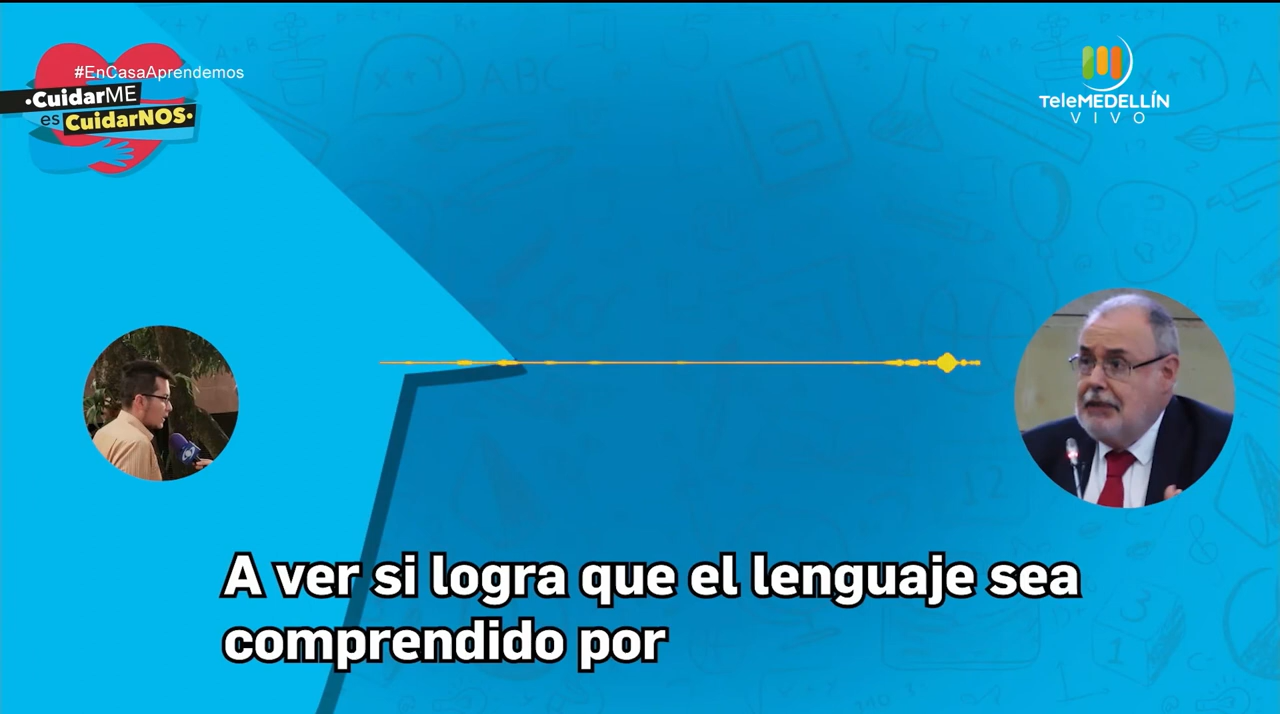 #EnCasaAprendemos
•CuidarME
es CuidarNOS•
TeleMEDELLÍN
VIVO
A ver si logra que el lenguaje sea
comprendido por